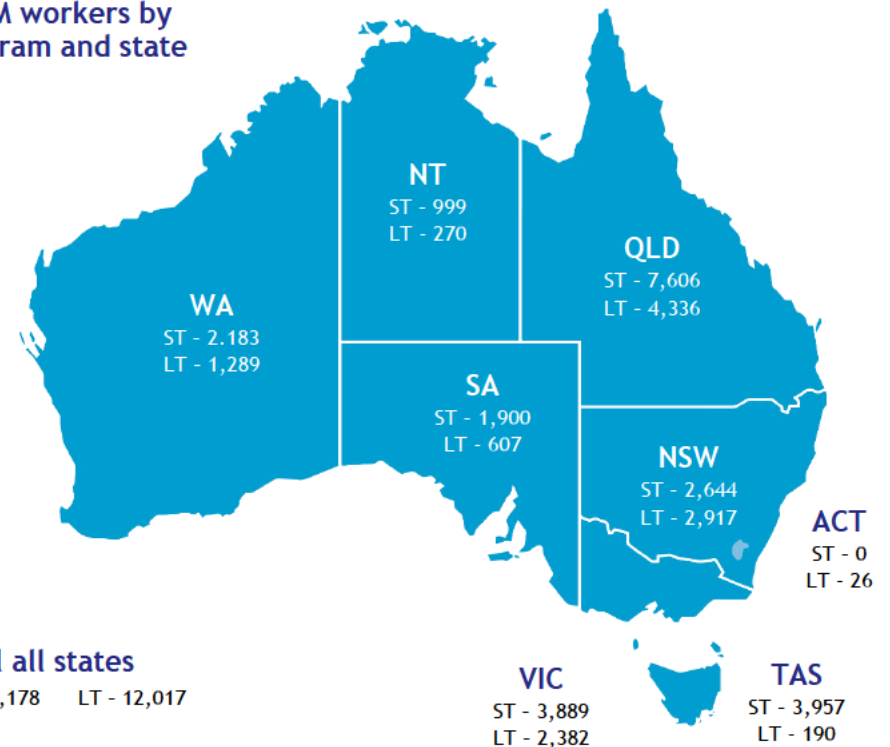 M workers by
ram and state
NT
ST - 999
LT - 270
QLD
ST - 7,606
LT - 4,336
WA
ST - 2.183
LT - 1,289
SA
ST - 1,900
LT - 607
NSW
ST - 2,644
LT - 2,917
ACT
ST - 0
LT - 26
all states
,178 LT - 12,017
VIC
ST - 3,889
LT - 2,382
TAS
ST - 3,957
LT - 190